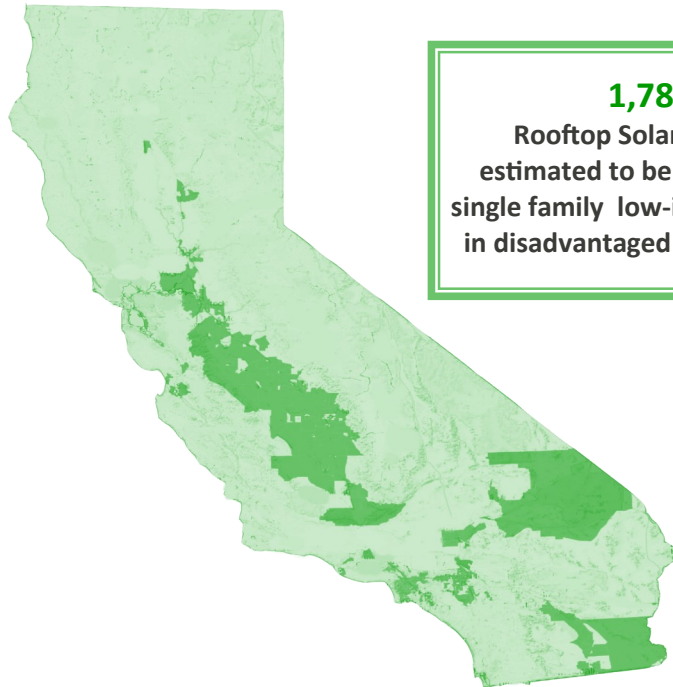 1,78
Rooftop Solar
estimated to be
single family low-i
in disadvantaged